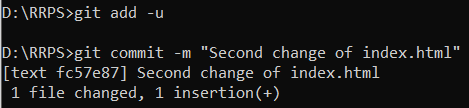 D:\RRPS>git add -u
D:\RRPS>git commit -m "Second change of index.html"
[text fc57e87] Second change of index.html
 1 file changed, 1 insertion(+)